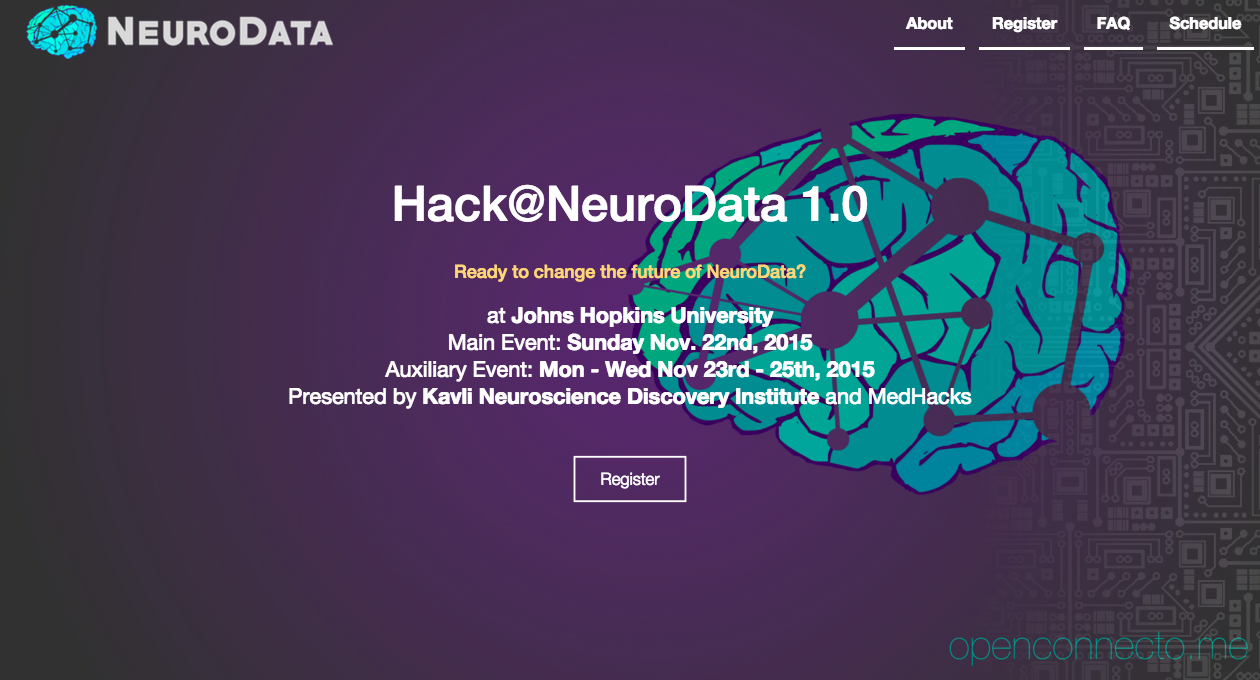 NEURODATA
About Register FAQ Schedule
Hack@NeuroData 1.0
Ready to change the future of NeuroData?
at Johns Hopkins University
Main Event: Sunday Nov. 22nd, 2015
Auxiliary Event: Mon - Wed Nov 23rd - 25th, 2015
Presented by Kavli Neuroscience Discovery Institute and MedHacks
Register
openconnecto.me